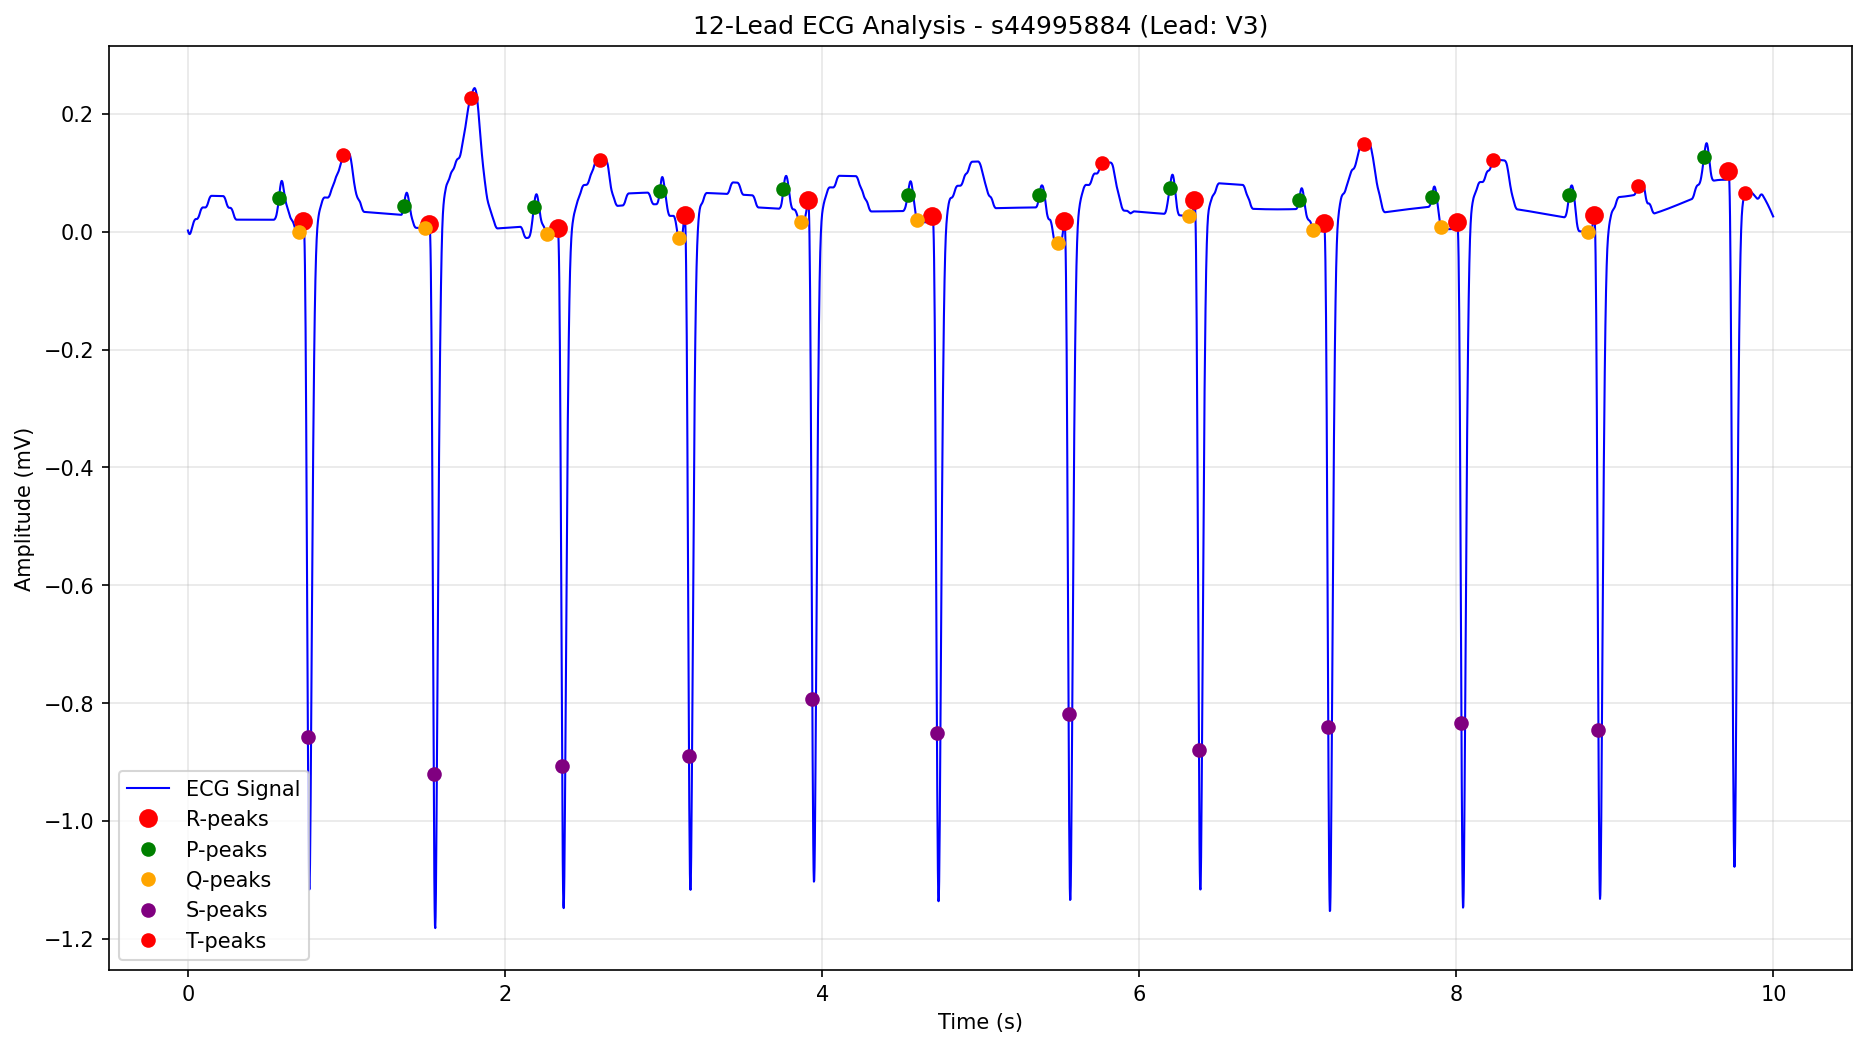 12-Lead ECG Analysis - s44995884 (Lead: V3)
Amplitude (mV)
0.2
0.0
−0.2
−0.4
−0.6
−0.8
−1.0
−1.2
ECG Signal
R-peaks
P-peaks
Q-peaks
S-peaks
T-peaks
0 2 4 6 8 10
Time (s)